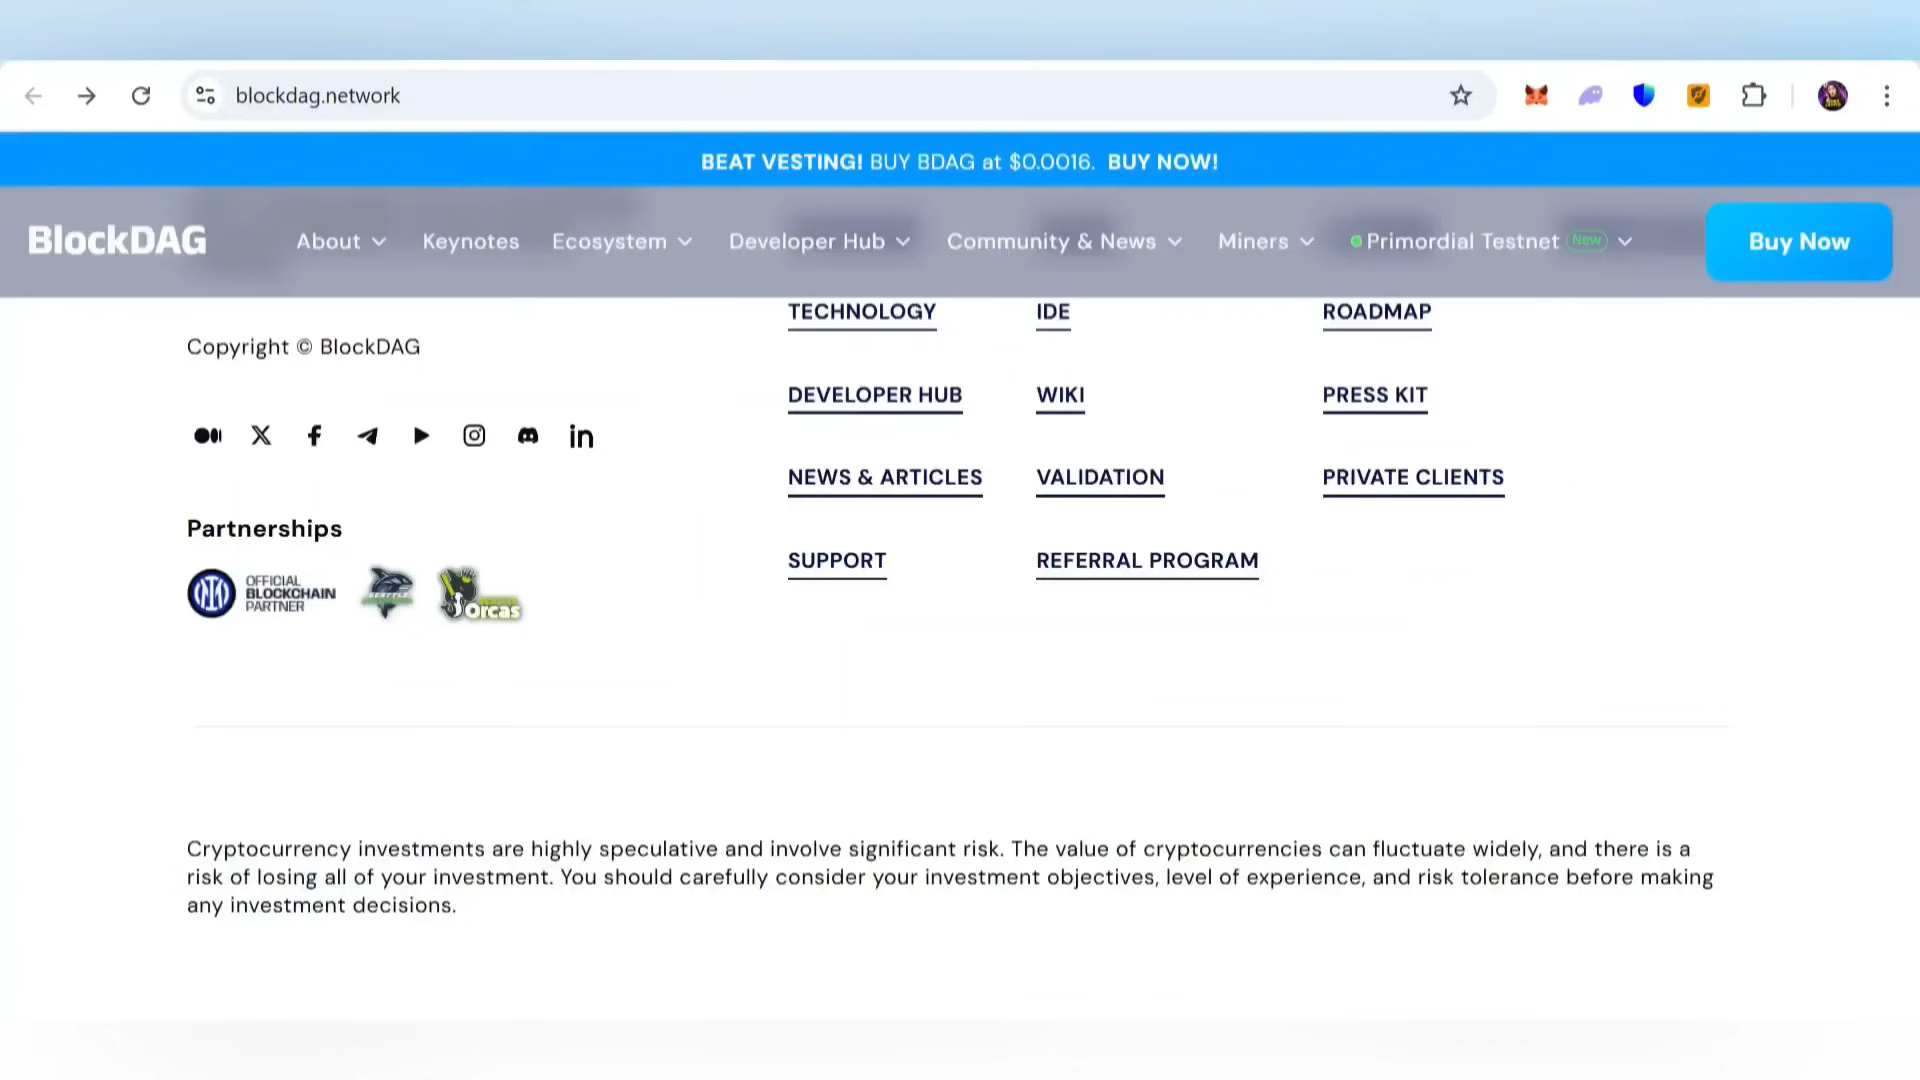 blockdag.network
BEAT VESTING! BUY BDAG at $0.0016. BUY NOW!
BlockDAG
About
Keynotes
Ecosystem
Developer Hub
Community & News
Miners
Primordial Testnet New
Buy Now
Copyright © BlockDAG
Partnerships
OFFICIAL
BLOCKCHAIN
PARTNER
SEATTLE
Orcas
TECHNOLOGY
DEVELOPER HUB
NEWS & ARTICLES
SUPPORT
IDE
WIKI
VALIDATION
REFERRAL PROGRAM
ROADMAP
PRESS KIT
PRIVATE CLIENTS
Cryptocurrency investments are highly speculative and involve significant risk. The value of cryptocurrencies can fluctuate widely, and there is a
risk of losing all of your investment. You should carefully consider your investment objectives, level of experience, and risk tolerance before making
any investment decisions.